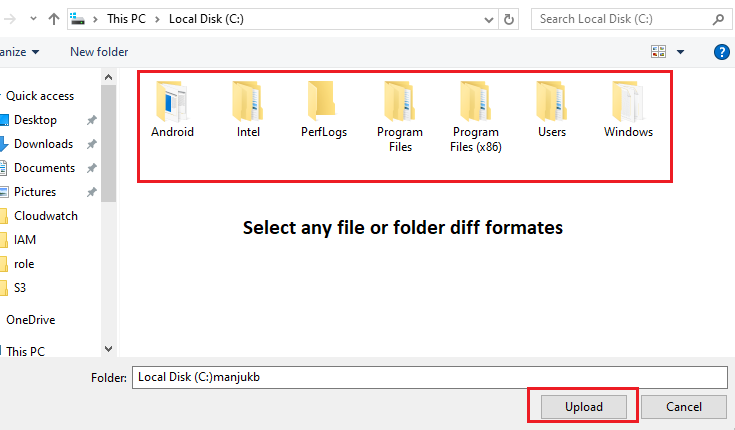 This PC > Local Disk (C:)
Search Local Disk (C:)
anize
New folder
Quick access
Desktop
Downloads
Documents
Pictures
Cloudwatch
IAM
role
S3
OneDrive
This PC
Android
Intel
PerfLogs
Program
Files
Program
Files (x86)
Users
Windows
Select any file or folder diff formates
Folder:
Local Disk (C:)manjukb
Upload
Cancel